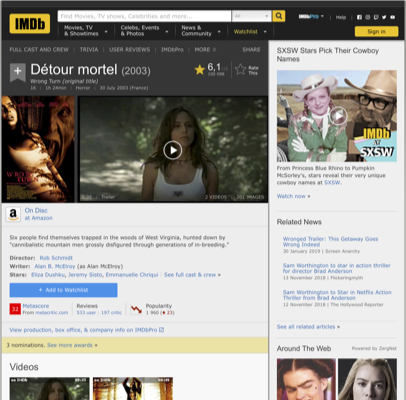 IMDb
Find Movies, TV shows, Celebrities and more...
All
IMDbPro
Help
Movies, TV & Showtimes
Celebs, Events & Photos
News & Community
Watchlist
Sign in
FULL CAST AND CREW | TRIVIA | USER REVIEWS | IMDbPro | MORE
SHARE
Détour mortel (2003)
Wrong Turn (original title)
1h 24min | Horror | 30 July 2003 (France)
6,1
Rate This
Trailer
2 VIDEOS
IMAGES
On Disc
at Amazon
Six people find themselves trapped in the woods of West Virginia, hunted down by
"cannibalistic mountain men grossly disfigured through generations of in-breeding."
Director: Rob Schmidt
Writer: Alan B. McElroy (as Alan McElroy)
Stars: Eliza Dushku, Jeremy Sisto, Emmanuelle Chriqui | See full cast & crew »
+ Add to Watchlist
32
Metascore
From metacritic.com
Reviews
533 user | 197 critic
Popularity
1 960
View production, box office, & company info on IMDbPro
3 nominations. See more awards »
Videos
SXSW Stars Pick Their Cowboy
Names
IMDb
AT
SXSW
From Princess Blue Rhino to Pumpkin
McSorley's, stars reveal their very unique
cowboy names at SXSW.
Watch now »
Related News
Wronged Trailer: This Getaway Goes
Wrong Indeed
30 January 2019 | Screen Anarchy
Sam Worthington to star in action thriller
for director Brad Anderson
13 November 2018 | Flickeringmyth
Sam Worthington to Star in Netflix Action
Thriller From Brad Anderson
12 November 2018 | The Hollywood Reporter
See all related articles »
Around The Web
Powered by ZergNet